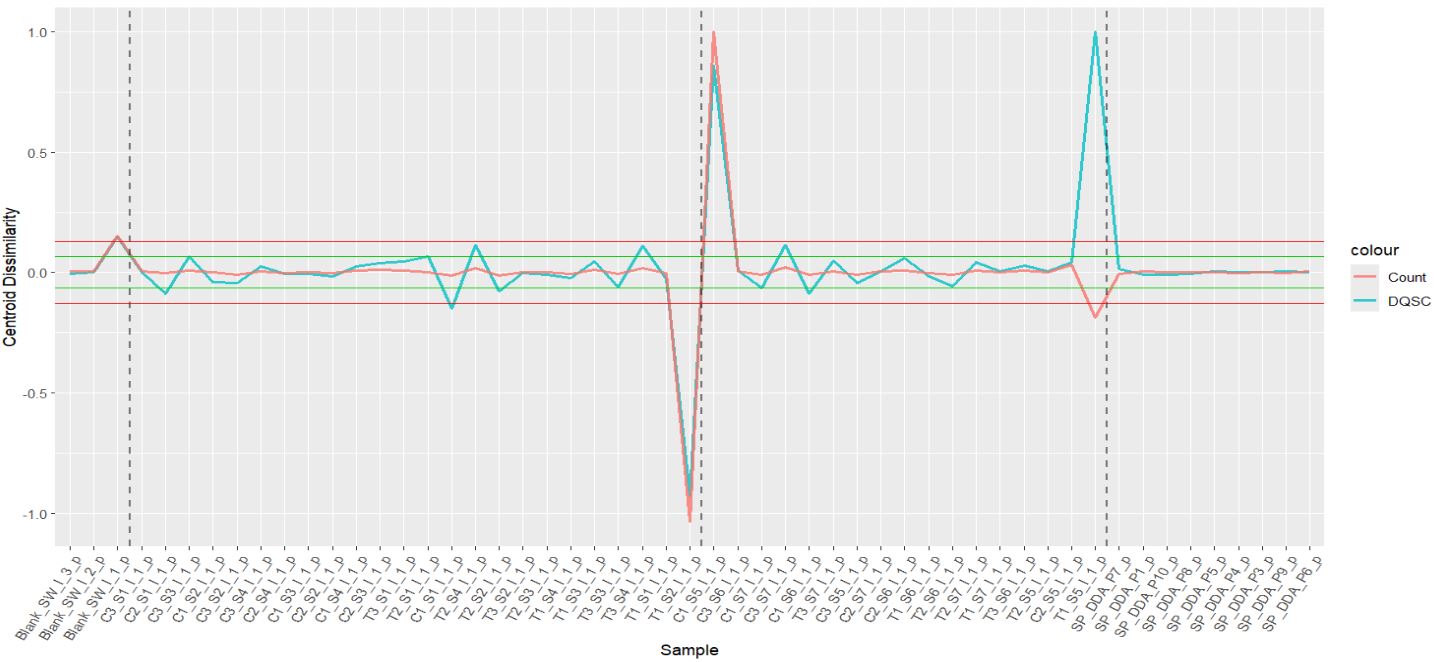 1.0
0.5
0.0
-0.5
-1.0
Centroid Dissimilarity
Blank_SW_I_3_p
Blank_SW_I_2_p
Blank_SW_I_1_p
C3_S1_I_1_p
C2_S1_I_1_p
C3_S3_I_1_p
C1_S2_I_1_p
C3_S2_I_1_p
C3_S4_I_1_p
C2_S4_I_1_p
C1_S3_I_1_p
C2_S2_I_1_p
C1_S4_I_1_p
C2_S3_I_1_p
T3_S1_I_1_p
T2_S1_I_1_p
C1_S1_I_1_p
T2_S4_I_1_p
T2_S2_I_1_p
T3_S2_I_1_p
T2_S3_I_1_p
T1_S4_I_1_p
T1_S3_I_1_p
T3_S3_I_1_p
T3_S4_I_1_p
T1_S1_I_1_p
T1_S2_I_1_p
C1_S5_I_1_p
C3_S6_I_1_p
C1_S7_I_1_p
C3_S7_I_1_p
C1_S6_I_1_p
T3_S7_I_1_p
C3_S5_I_1_p
C2_S7_I_1_p
C2_S6_I_1_p
T1_S6_I_1_p
T2_S6_I_1_p
T2_S7_I_1_p
T1_S7_I_1_p
T3_S6_I_1_p
T2_S5_I_1_p
C2_S5_I_1_p
T1_S5_I_1_p
SP_DDA_P7_p
SP_DDA_P1_p
SP_DDA_P10_p
SP_DDA_P8_p
SP_DDA_P5_p
SP_DDA_P4_p
SP_DDA_P3_p
SP_DDA_P9_p
SP_DDA_P6_p
Sample
colour
Count
DQSC